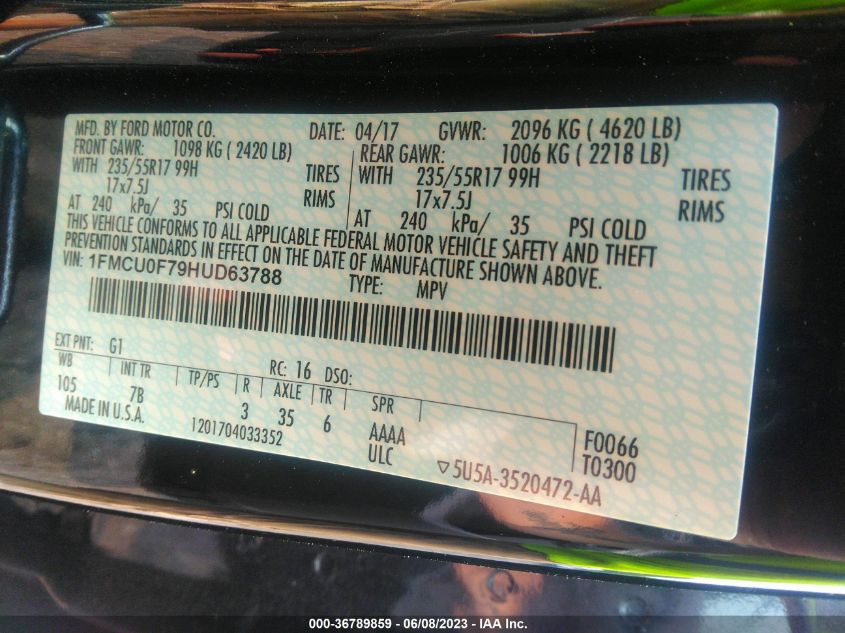 MFD. BY FORD MOTOR CO. DATE: 04/17 GVWR: 2096 KG ( 4620 LB)
FRONT GAWR: 1098 KG ( 2420 LB) REAR GAWR: 1006 KG ( 2218 LB)
WITH 235/55R17 99H TIRES WITH 235/55R17 99H TIRES
17x7.5J RIMS 17x7.5J RIMS
AT 240 kPa/ 35 PSI COLD AT 240 kPa/ 35 PSI COLD
THIS VEHICLE CONFORMS TO ALL APPLICABLE FEDERAL MOTOR VEHICLE SAFETY AND THEFT
PREVENTION STANDARDS IN EFFECT ON THE DATE OF MANUFACTURE SHOWN ABOVE.
VIN: 1FMCU0F79HUD63788 TYPE: MPV
EXT PNT: G1 RC: 16 DSO:
WB INT TR TP/PS R AXLE TR SPR
105 7B 3 35 6 AAAA F0066
MADE IN U.S.A. 1201704033352 ULC T0300
▽5U5A-3520472-AA
000-36789859 - 06/08/2023 - IAA Inc.